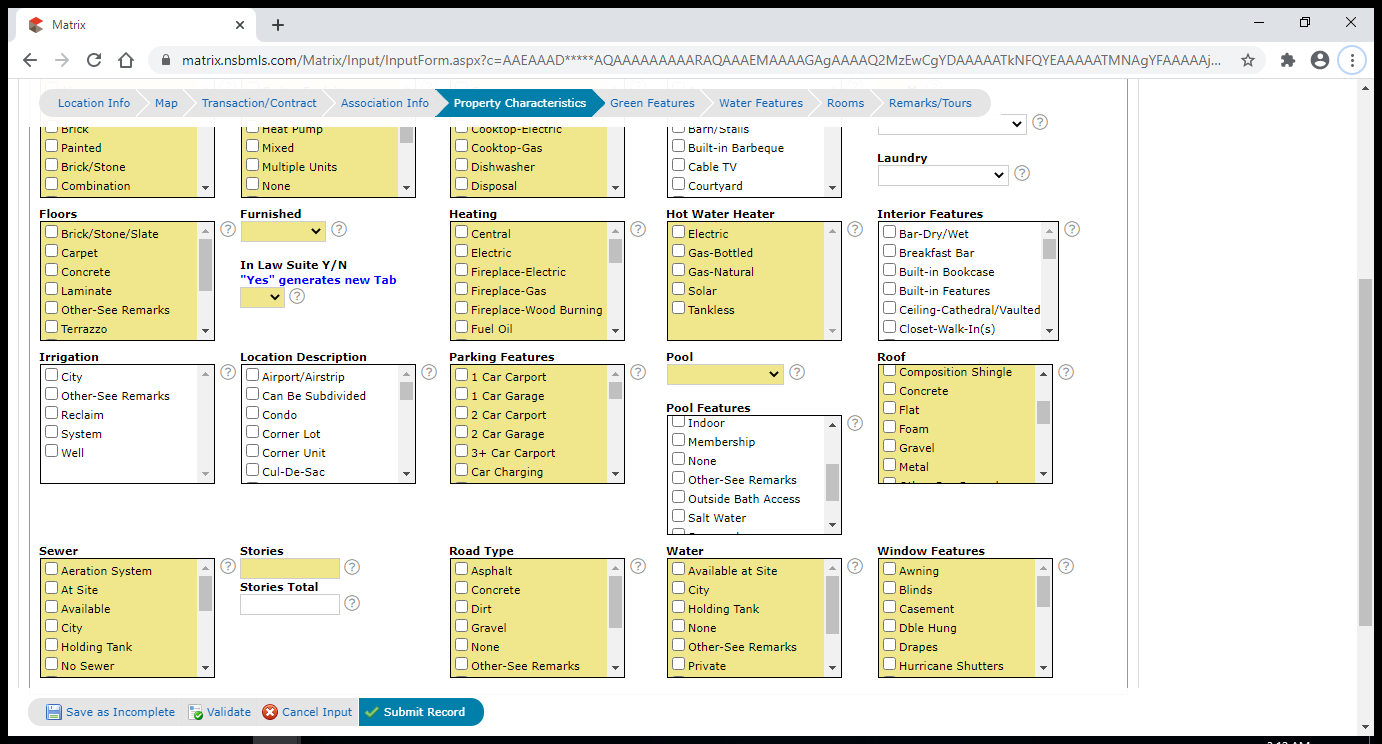 Matrix
matrix.nsbmls.com/Matrix/Input/InputForm.aspx?c=AAEAAAD*****AQAAAAAAAAARAQAAAEMAAAAGAgAAAAQ2MzEwCgYDAAAAATkNFQYEAAAAATMNAgYFAAAAAj...
Location Info Map Transaction/Contract Association Info Property Characteristics Green Features Water Features Rooms Remarks/Tours
Brick
Painted
Brick/Stone
Combination
Heat Pump
Mixed
Multiple Units
None
Cooktop-Electric
Cooktop-Gas
Dishwasher
Disposal
Barn/Stalls
Built-in Barbeque
Cable TV
Courtyard
Laundry
Floors
Brick/Stone/Slate
Carpet
Concrete
Laminate
Other-See Remarks
Terrazzo
Furnished
In Law Suite Y/N
"Yes" generates new Tab
Heating
Central
Electric
Fireplace-Electric
Fireplace-Gas
Fireplace-Wood Burning
Fuel Oil
Hot Water Heater
Electric
Gas-Bottled
Gas-Natural
Solar
Tankless
Interior Features
Bar-Dry/Wet
Breakfast Bar
Built-in Bookcase
Built-in Features
Ceiling-Cathedral/Vaulted
Closet-Walk-In(s)
Irrigation
City
Other-See Remarks
Reclaim
System
Well
Location Description
Airport/Airstrip
Can Be Subdivided
Condo
Corner Lot
Corner Unit
Cul-De-Sac
Parking Features
1 Car Carport
1 Car Garage
2 Car Carport
2 Car Garage
3+ Car Carport
Car Charging
Pool
Pool Features
Indoor
Membership
None
Other-See Remarks
Outside Bath Access
Salt Water
Roof
Composition Shingle
Concrete
Flat
Foam
Gravel
Metal
Sewer
Aeration System
At Site
Available
City
Holding Tank
No Sewer
Stories
Stories Total
Road Type
Asphalt
Concrete
Dirt
Gravel
None
Other-See Remarks
Water
Available at Site
City
Holding Tank
None
Other-See Remarks
Private
Window Features
Awning
Blinds
Casement
Dble Hung
Drapes
Hurricane Shutters
Save as Incomplete Validate Cancel Input Submit Record